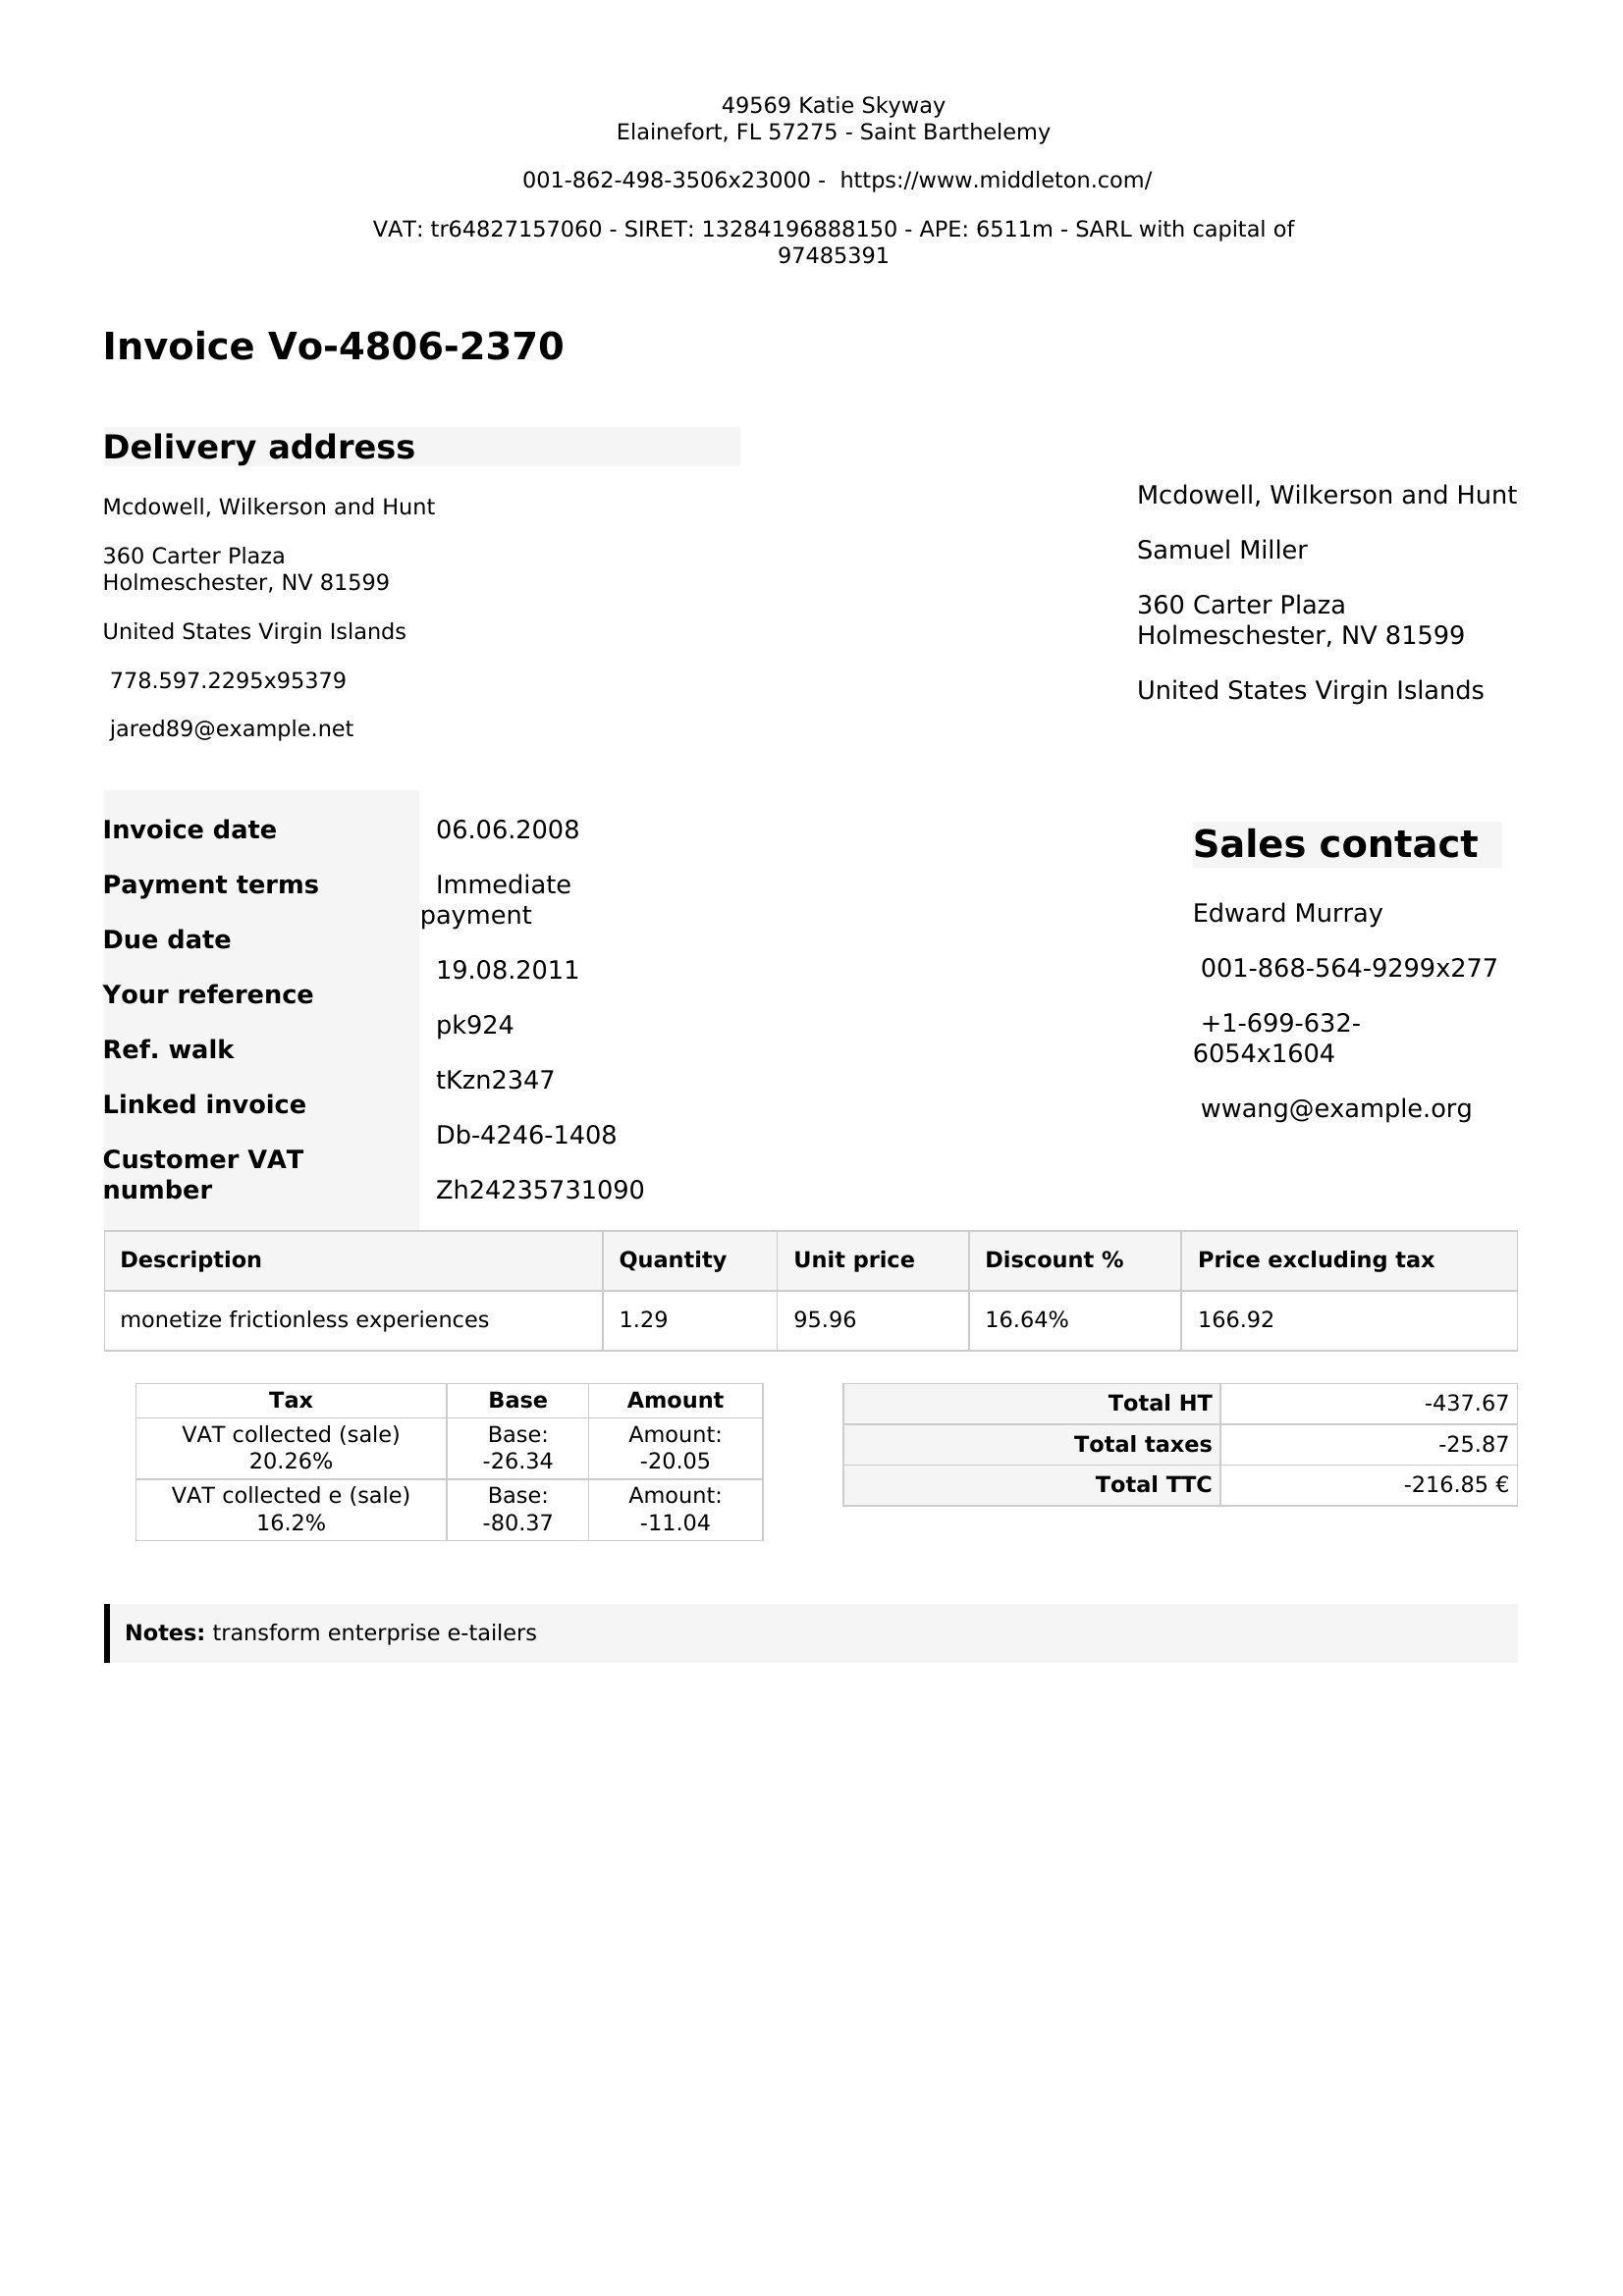 49569 Katie Skyway
Elainefort, FL 57275 - Saint Barthelemy
001-862-498-3506x23000 -  https://www.middleton.com/
VAT: tr64827157060 - SIRET: 13284196888150 - APE: 6511m - SARL with capital of
97485391
Invoice Vo-4806-2370
Delivery address
Mcdowell, Wilkerson and Hunt
360 Carter Plaza
Holmeschester, NV 81599
United States Virgin Islands
778.597.2295x95379
jared89@example.net
Mcdowell, Wilkerson and Hunt
Samuel Miller
360 Carter Plaza
Holmeschester, NV 81599
United States Virgin Islands
Invoice date
Payment terms
Due date
Your reference
Ref. walk
Linked invoice
Customer VAT
number
06.06.2008
Immediate
payment
19.08.2011
pk924
tKzn2347
Db-4246-1408
Zh24235731090
Sales contact
Edward Murray
001-868-564-9299x277
+1-699-632-
6054x1604
wwang@example.org
Description Quantity Unit price Discount % Price excluding tax
monetize frictionless experiences 1.29 95.96 16.64% 166.92
Tax Base Amount
VAT collected (sale) Base: Amount:
20.26% -26.34 -20.05
VAT collected e (sale) Base: Amount:
16.2% -80.37 -11.04
Total HT -437.67
Total taxes -25.87
Total TTC -216.85 €
Notes: transform enterprise e-tailers